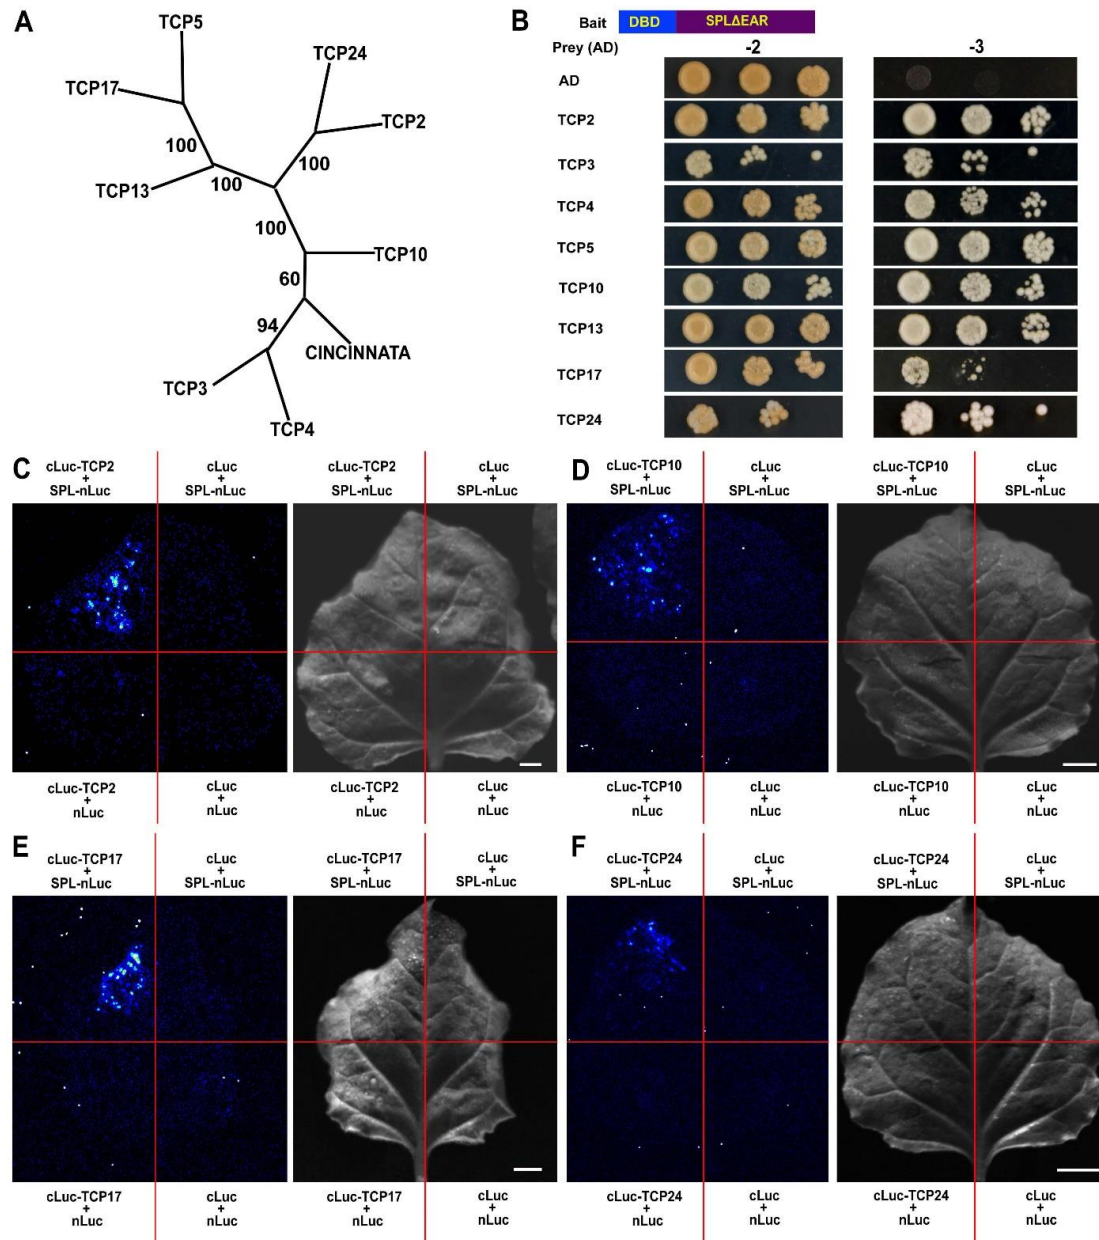 A
TCP5
TCP24
TCP17
TCP2
100
100
TCP13
100
100
TCP10
60
94
CINCINNATA
TCP3
TCP4
B
Bait DBD SPLΔEAR
Prey (AD) -2 -3
AD
TCP2
TCP3
TCP4
TCP5
TCP10
TCP13
TCP17
TCP24
C
cLuc-TCP2 cLuc cLuc-TCP2 cLuc
+ + + +
SPL-nLuc SPL-nLuc SPL-nLuc SPL-nLuc
cLuc-TCP2 cLuc cLuc-TCP2 cLuc
+ + + +
nLuc nLuc nLuc nLuc
D
cLuc-TCP10 cLuc cLuc-TCP10 cLuc
+ + + +
SPL-nLuc SPL-nLuc SPL-nLuc SPL-nLuc
cLuc-TCP10 cLuc cLuc-TCP10 cLuc
+ + + +
nLuc nLuc nLuc nLuc
E
cLuc-TCP17 cLuc cLuc-TCP17 cLuc
+ + + +
SPL-nLuc SPL-nLuc SPL-nLuc SPL-nLuc
cLuc-TCP17 cLuc cLuc-TCP17 cLuc
+ + + +
nLuc nLuc nLuc nLuc
F
cLuc-TCP24 cLuc cLuc-TCP24 cLuc
+ + + +
SPL-nLuc SPL-nLuc SPL-nLuc SPL-nLuc
cLuc-TCP24 cLuc cLuc-TCP24 cLuc
+ + + +
nLuc nLuc nLuc nLuc